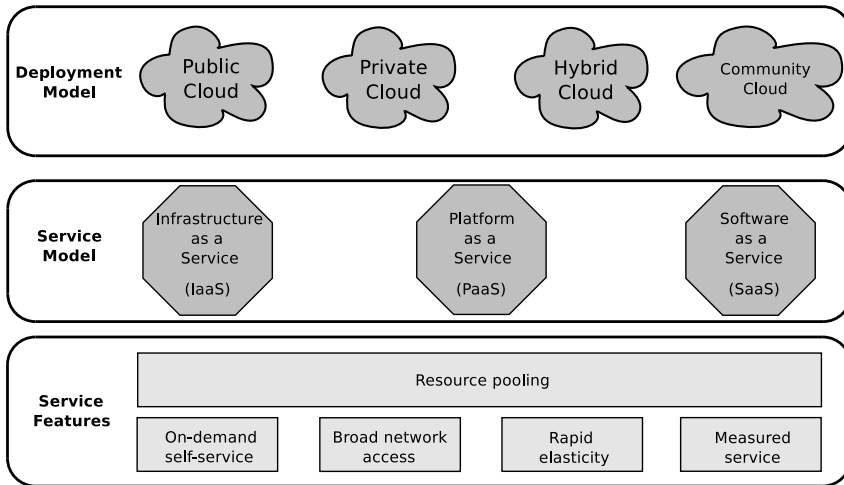 Deployment
Model
Public
Cloud
Private
Cloud
Hybrid
Cloud
Community
Cloud
Service
Model
Infrastructure
as a
Service
(IaaS)
Platform
as a
Service
(PaaS)
Software
as a
Service
(SaaS)
Service
Features
Resource pooling
On-demand
self-service
Broad network
access
Rapid
elasticity
Measured
service